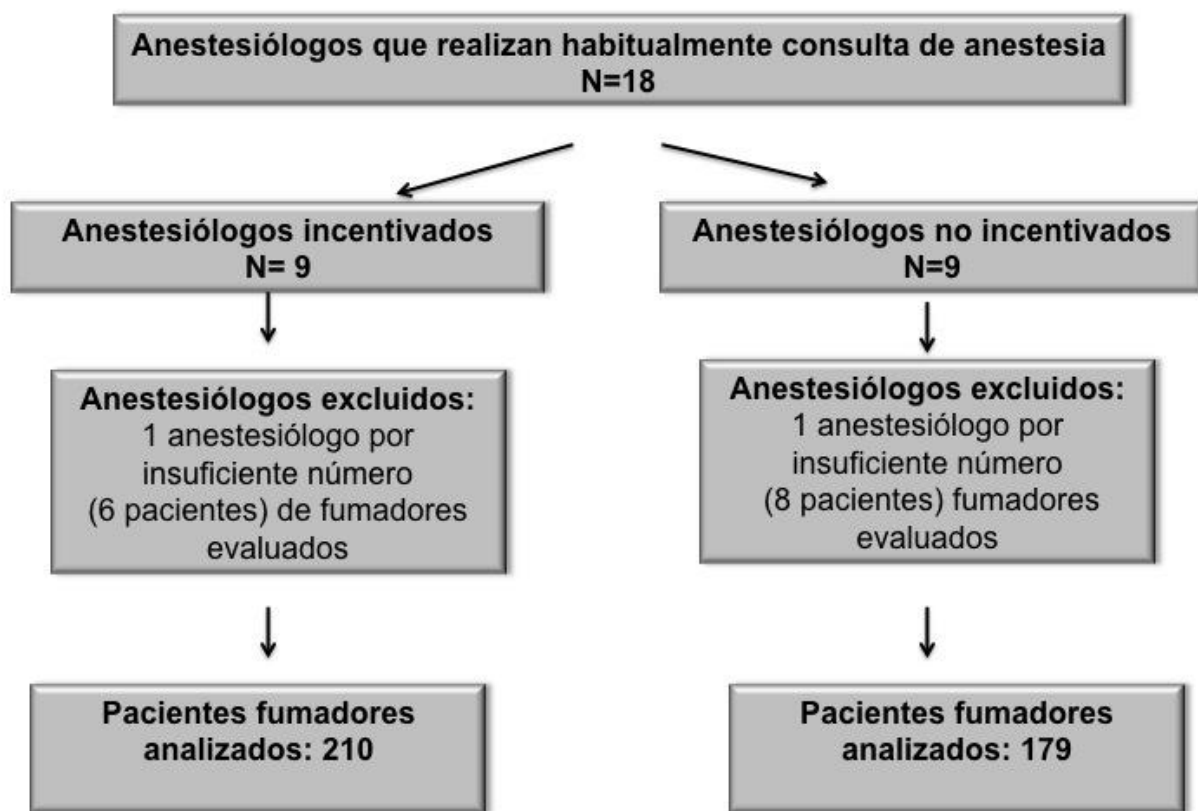 Anestesiólogos que realizan habitualmente consulta de anestesia
N=18
Anestesiólogos incentivados
N= 9
Anestesiólogos no incentivados
N=9
Anestesiólogos excluidos:
1 anestesiólogo por
insuficiente número
(6 pacientes) de fumadores
evaluados
Anestesiólogos excluidos:
1 anestesiólogo por
insuficiente número
(8 pacientes) fumadores
evaluados
Pacientes fumadores
analizados: 210
Pacientes fumadores
analizados: 179